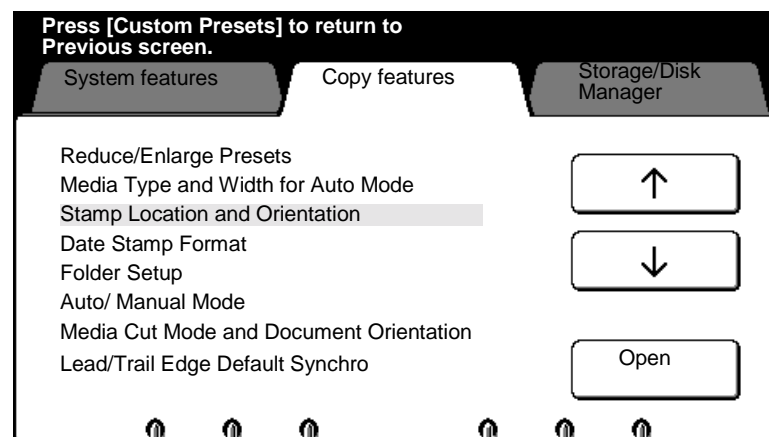 Press [Custom Presets] to return to
Previous screen.
System features
Copy features
Storage/Disk
Manager
Reduce/Enlarge Presets
Media Type and Width for Auto Mode
Stamp Location and Orientation
Date Stamp Format
Folder Setup
Auto/ Manual Mode
Media Cut Mode and Document Orientation
Lead/Trail Edge Default Synchro
Open